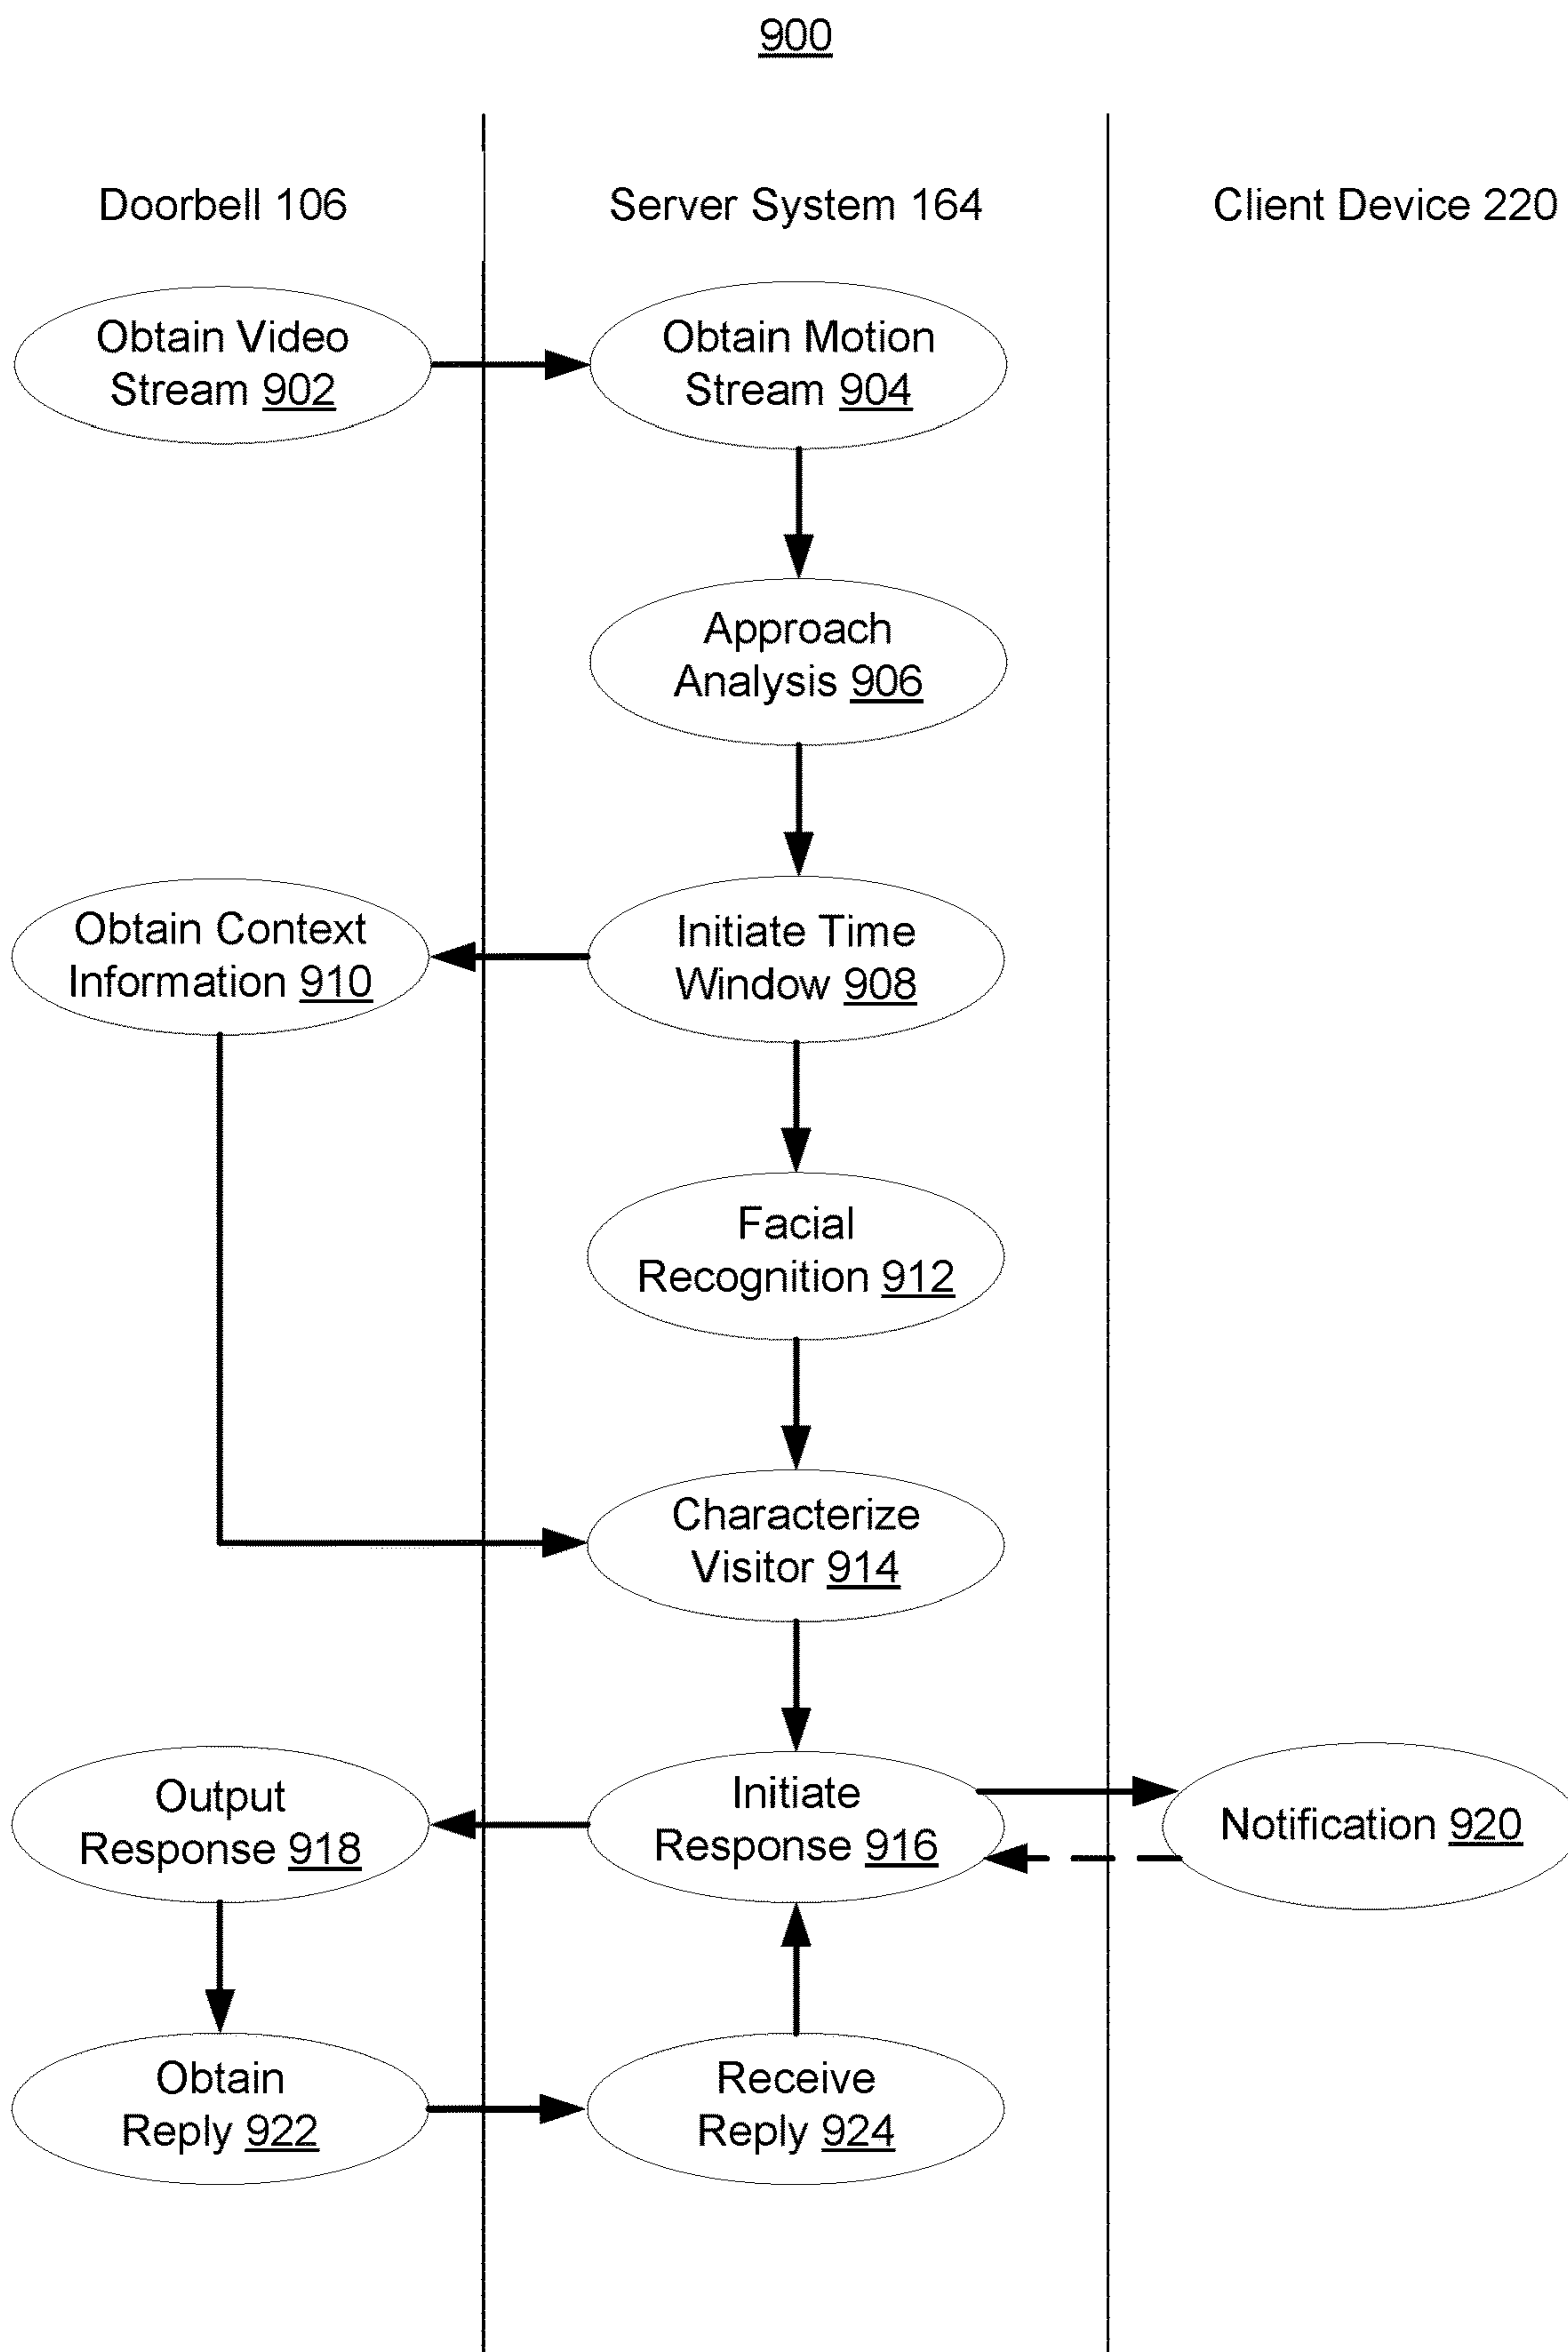 900
Doorbell 106
Server System 164
Client Device 220
Obtain Video
Stream 902
Obtain Motion
Stream 904
Approach
Analysis 906
Initiate Time
Window 908
Obtain Context
Information 910
Facial
Recognition 912
Characterize
Visitor 914
Initiate
Response 916
Output
Response 918
Notification 920
Obtain
Reply 922
Receive
Reply 924